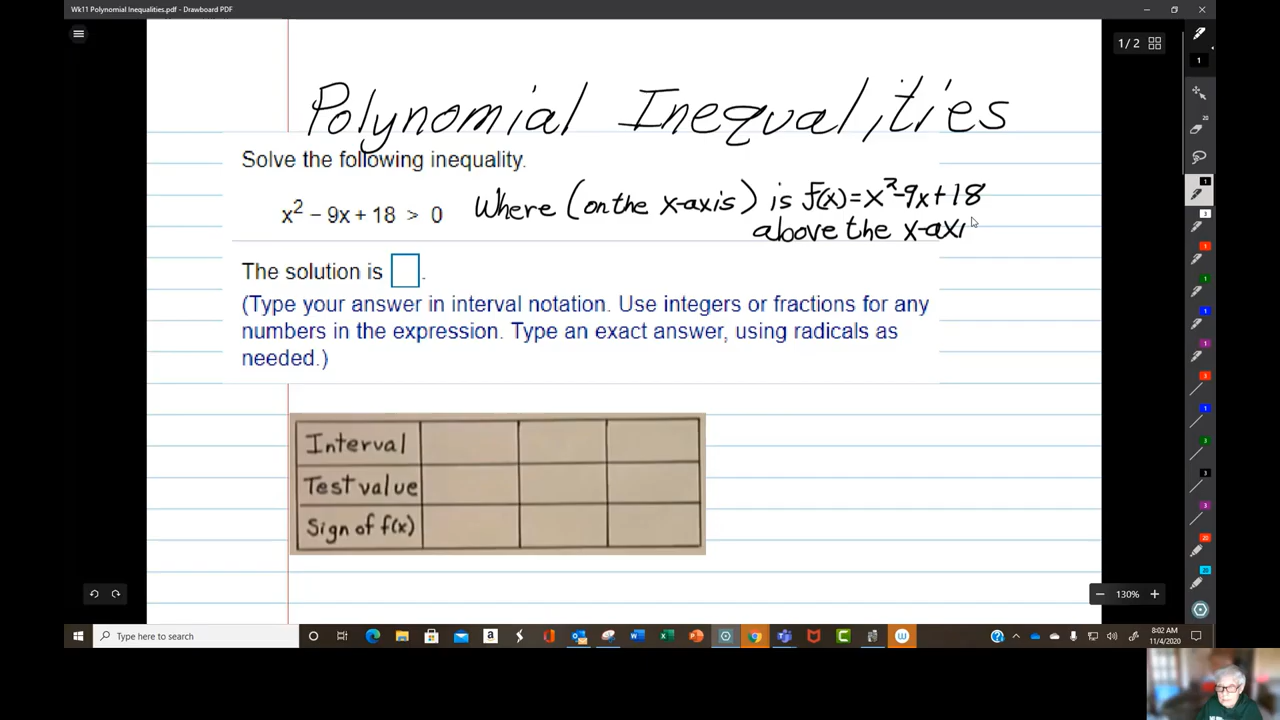 Wk11 Polynomial Inequalities.pdf - Drawboard PDF
1 / 2
Polynomial Inequalities
Solve the following inequality.
x² − 9x + 18 > 0
Where (on the x-axis) is f(x)=x²-9x+18
above the x-axi
The solution is
.
(Type your answer in interval notation. Use integers or fractions for any
numbers in the expression. Type an exact answer, using radicals as
needed.)
Interval
Test value
Sign of f(x)
130%
Type here to search
8:02 AM
11/4/2020